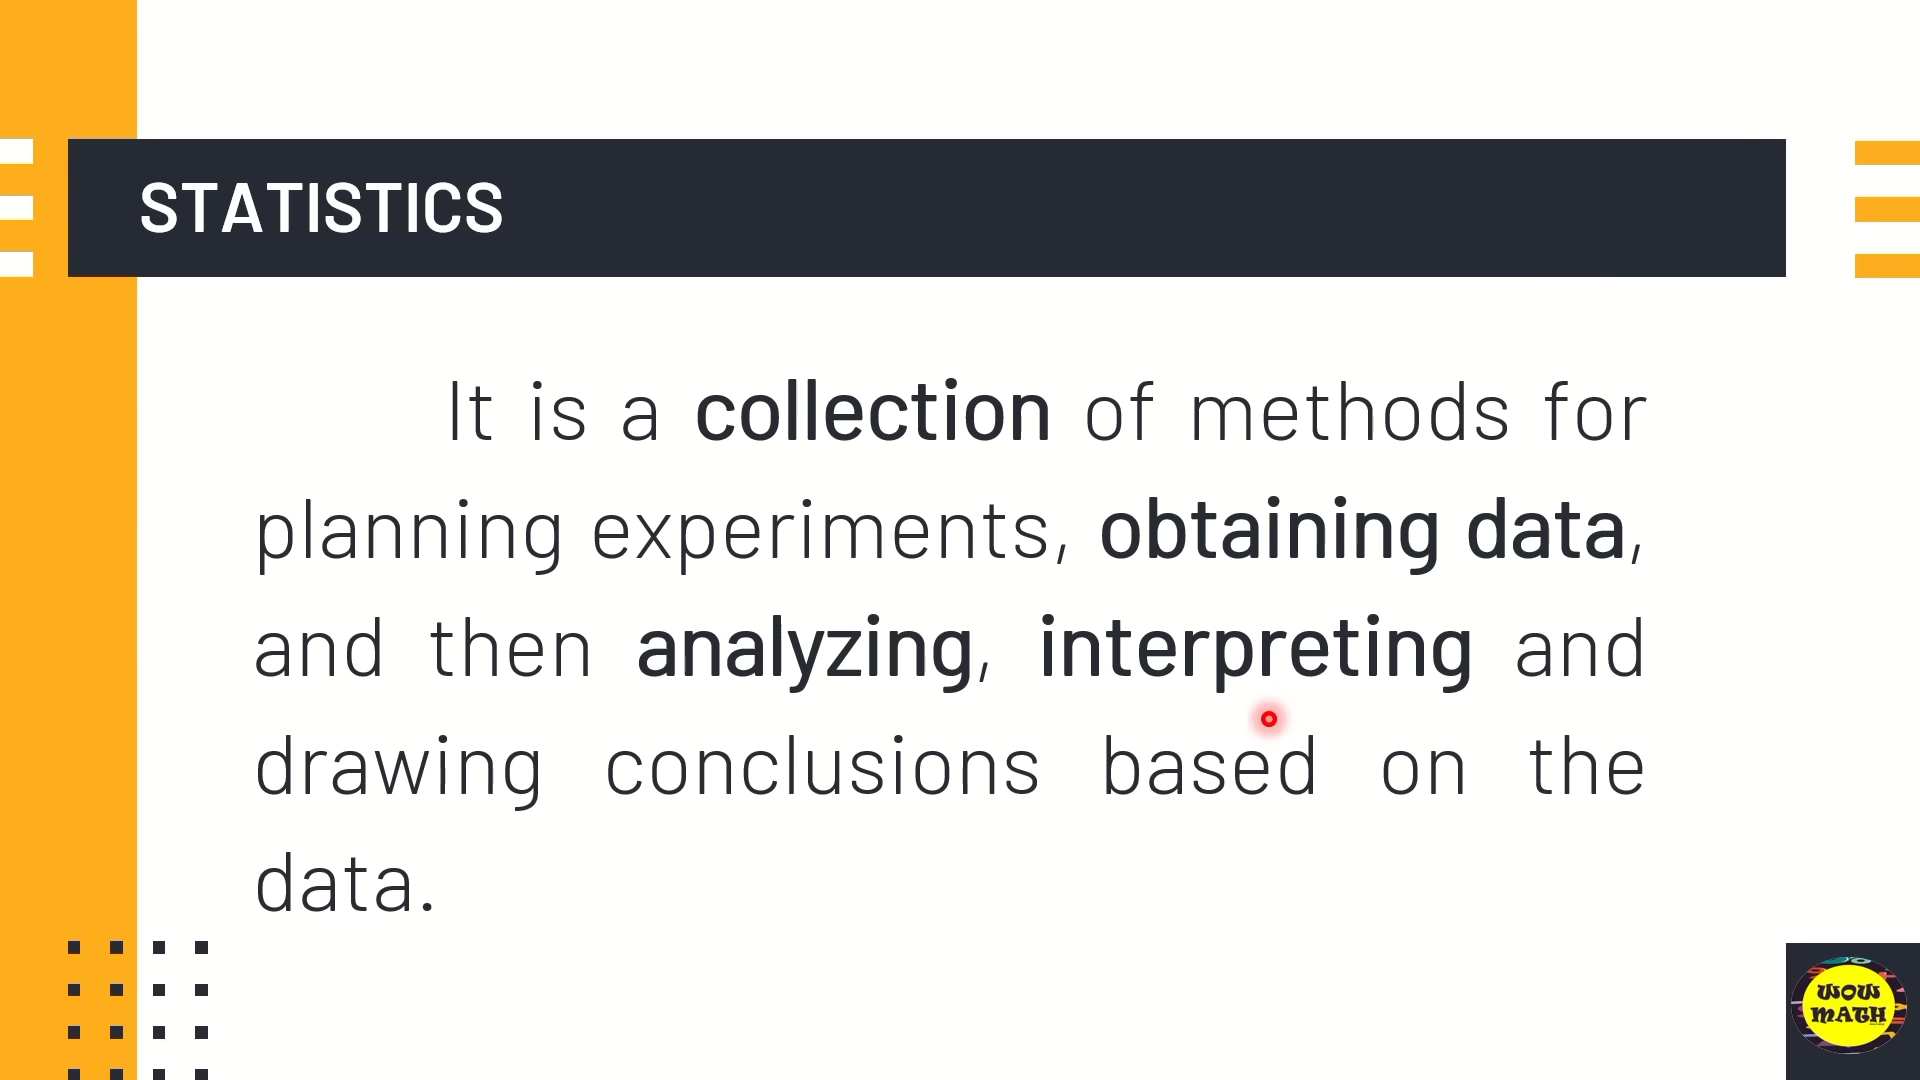 STATISTICS
It is a collection of methods for
planning experiments, obtaining data,
and then analyzing, interpreting and
drawing conclusions based on the
data.
WOW
MATH